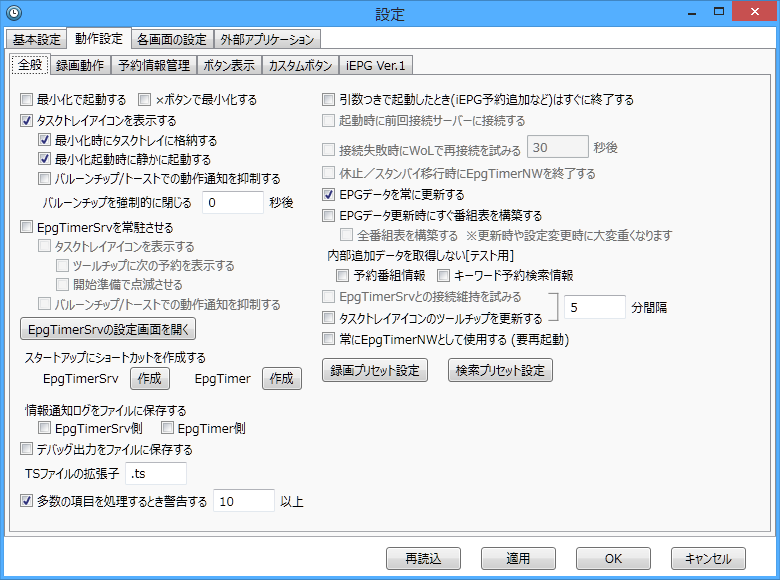 設定
基本設定 動作設定 各画面の設定 外部アプリケーション
全般 録画動作 予約情報管理 ボタン表示 カスタムボタン iEPG Ver.1
最小化で起動する ×ボタンで最小化する
タスクトレイアイコンを表示する
最小化時にタスクトレイに格納する
最小化起動時に静かに起動する
バルーンチップ/トーストでの動作通知を抑制する
バルーンチップを強制的に閉じる 0 秒後
EpgTimerSrvを常駐させる
タスクトレイアイコンを表示する
ツールチップに次の予約を表示する
開始準備で点滅させる
バルーンチップ/トーストでの動作通知を抑制する
EpgTimerSrvの設定画面を開く
スタートアップにショートカットを作成する
EpgTimerSrv 作成 EpgTimer 作成
情報通知ログをファイルに保存する
EpgTimerSrv側 EpgTimer側
デバッグ出力をファイルに保存する
TSファイルの拡張子 .ts
多数の項目を処理するとき警告する 10 以上
引数つきで起動したとき(iEPG予約追加など)はすぐに終了する
起動時に前回接続サーバーに接続する
接続失敗時にWoLで再接続を試みる 30 秒後
休止／スタンバイ移行時にEpgTimerNWを終了する
EPGデータを常に更新する
EPGデータ更新時にすぐ番組表を構築する
全番組表を構築する ※更新時や設定変更時に大変重くなります
内部追加データを取得しない[テスト用]
予約番組情報 キーワード予約検索情報
EpgTimerSrvとの接続維持を試みる
タスクトレイアイコンのツールチップを更新する 5 分間隔
常にEpgTimerNWとして使用する (要再起動)
録画プリセット設定 検索プリセット設定
再読込 適用 OK キャンセル